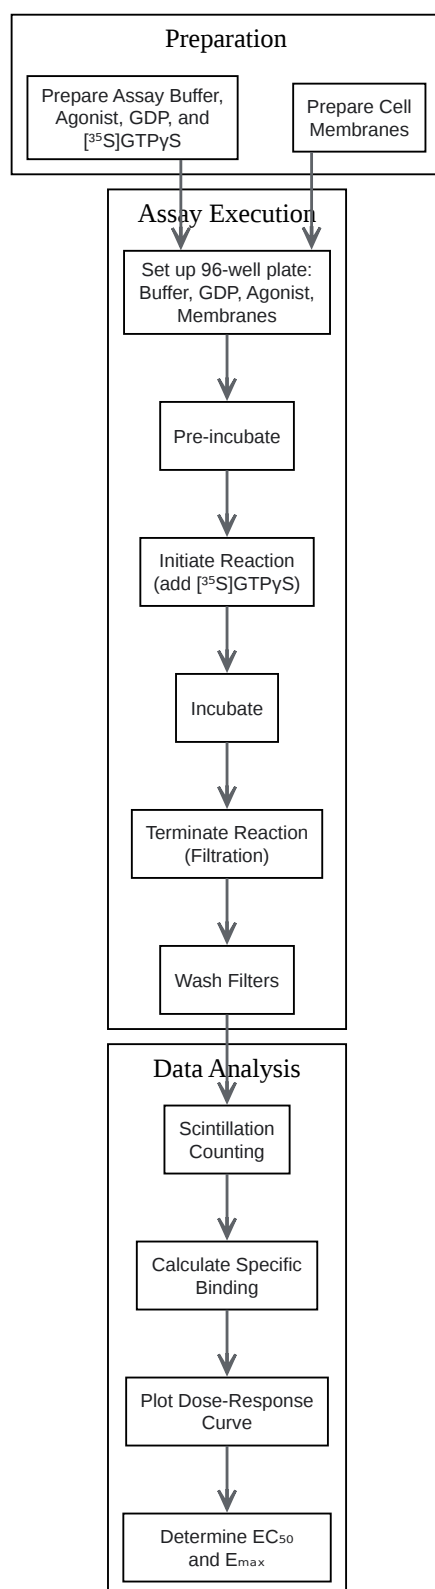 Preparation
Prepare Assay Buffer,
Agonist, GDP, and
[³⁵S]GTPγS
Prepare Cell
Membranes
Assay Execution
Set up 96-well plate:
Buffer, GDP, Agonist,
Membranes
Pre-incubate
Initiate Reaction
(add [³⁵S]GTPγS)
Incubate
Terminate Reaction
(Filtration)
Wash Filters
Data Analysis
Scintillation
Counting
Calculate Specific
Binding
Plot Dose-Response
Curve
Determine EC₅₀
and Eₘₐₓ